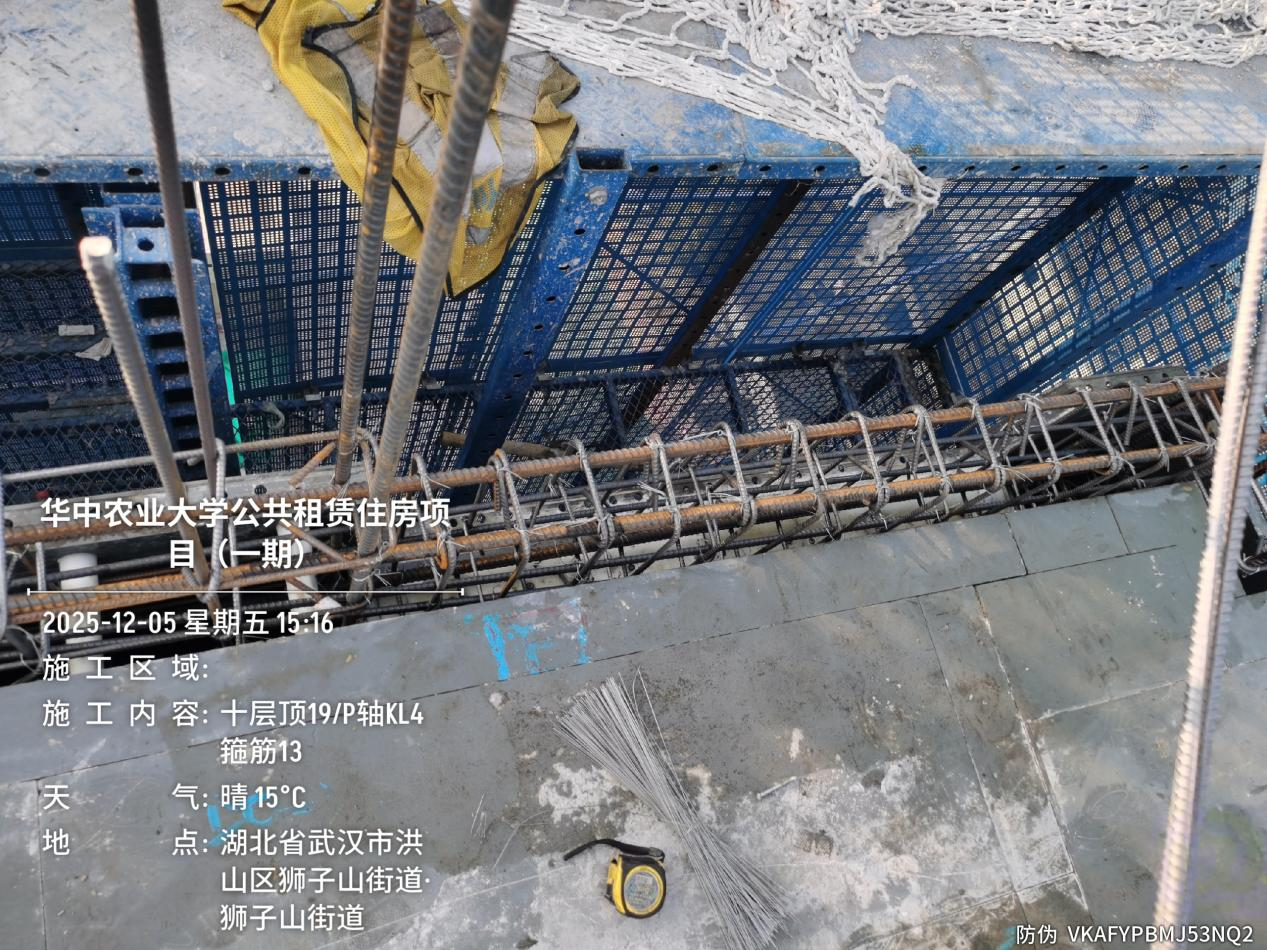 华中农业大学公共租赁住房项
目（一期）
2025-12-05 星期五 15:16
施工区域:
施工内容: 十层顶19/P轴KL4
箍筋13
天气: 晴 15°C
地点: 湖北省武汉市洪
山区狮子山街道·
狮子山街道
防伪 VKAFYPBMJ53NQ2